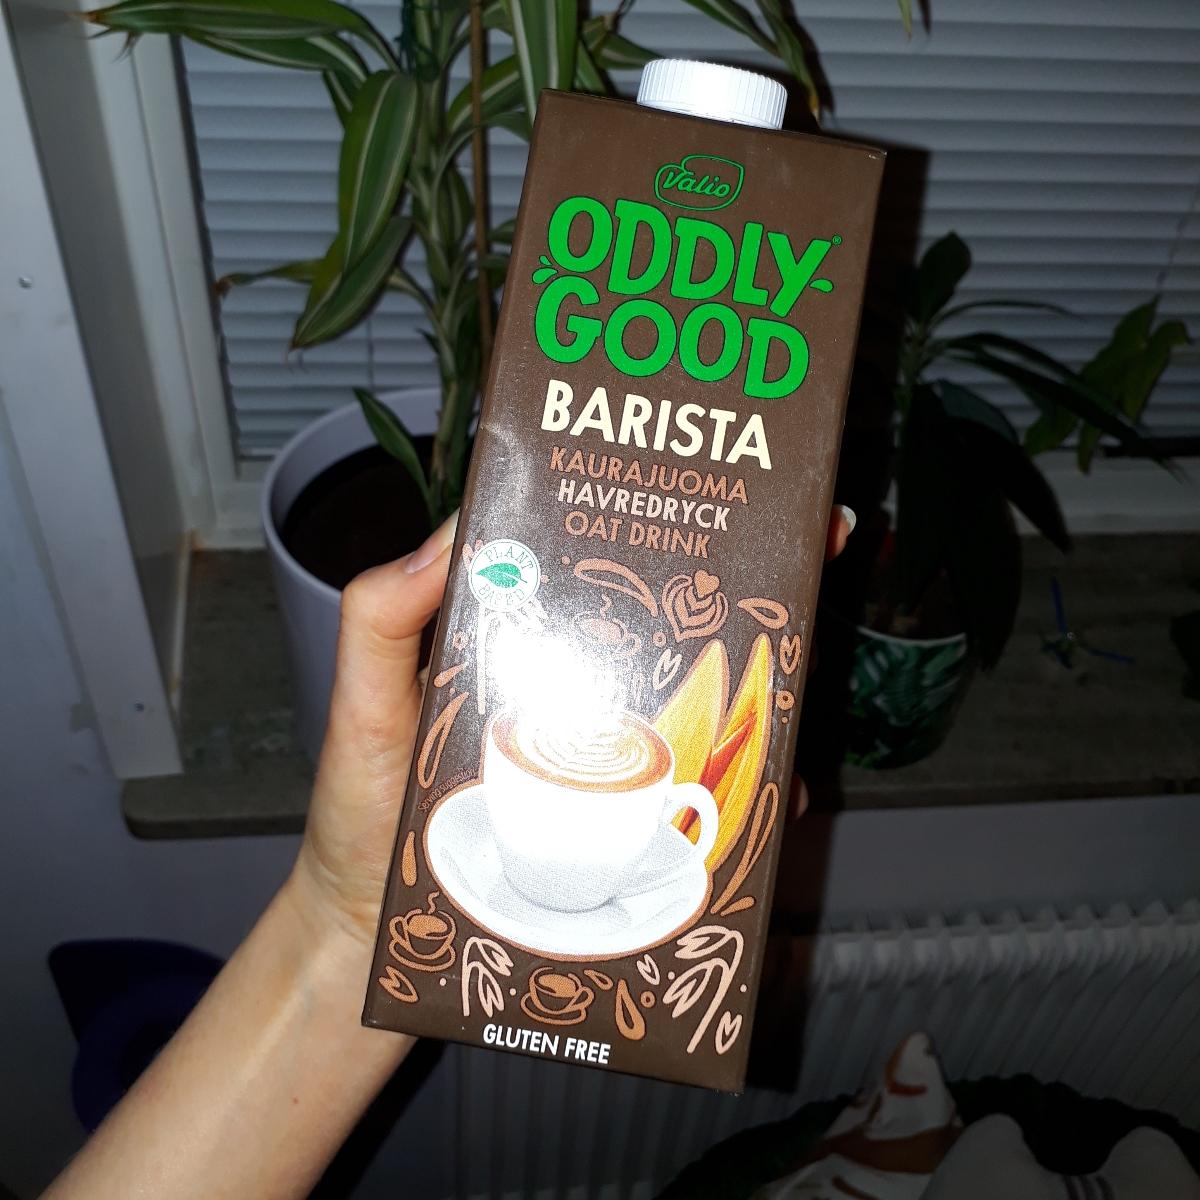 Valio
ODDLY
GOOD
BARISTA
KAURAJUOMA
HAVREDRYCK
OAT DRINK
PLANT
BASED
GLUTEN FREE